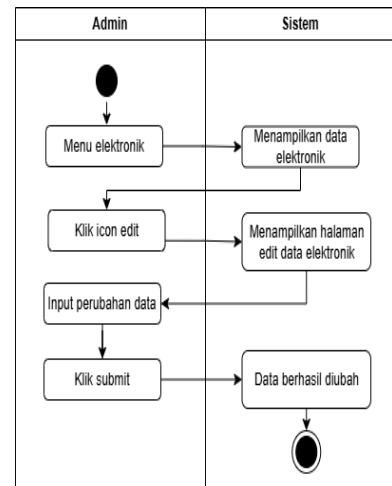 Admin
Sistem
Menu elektronik
Menampilkan data
elektronik
Klik icon edit
Menampilkan halaman
edit data elektronik
Input perubahan data
Klik submit
Data berhasil diubah